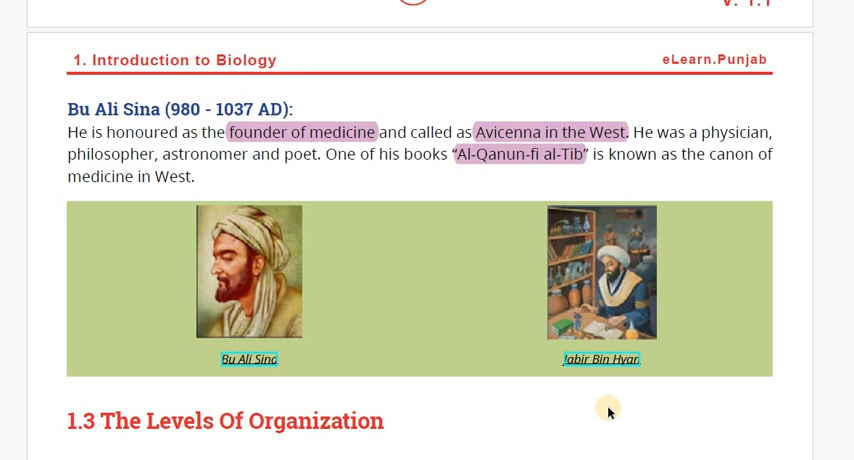 V. 1.1
1. Introduction to Biology
eLearn.Punjab
Bu Ali Sina (980 - 1037 AD):
He is honoured as the founder of medicine and called as Avicenna in the West. He was a physician,
philosopher, astronomer and poet. One of his books “Al-Qanun-fi al-Tib” is known as the canon of
medicine in West.
Bu Ali Sina
Jabir Bin Hyan
1.3 The Levels Of Organization